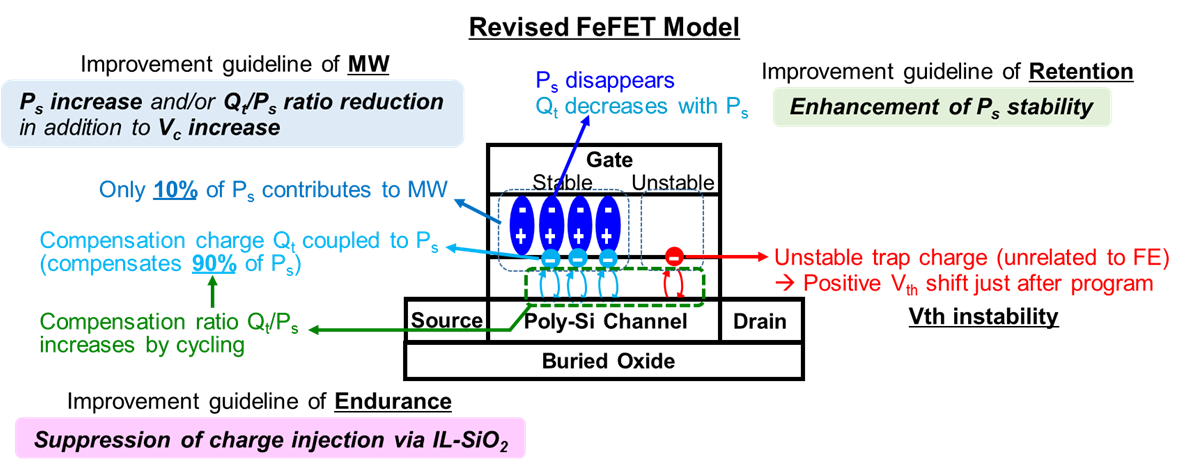 Revised FeFET Model
Improvement guideline of MW
Ps increase and/or Qt/Ps ratio reduction
in addition to Vc increase
Ps disappears
Qt decreases with Ps
Improvement guideline of Retention
Enhancement of Ps stability
Gate
Stable
Unstable
Only 10% of Ps contributes to MW
Compensation charge Qt coupled to Ps
(compensates 90% of Ps)
Compensation ratio Qt/Ps
increases by cycling
- - - -
+ + + +
- - - -
Unstable trap charge (unrelated to FE)
→ Positive Vth shift just after program
Vth instability
Source
Poly-Si Channel
Drain
Buried Oxide
Improvement guideline of Endurance
Suppression of charge injection via IL-SiO2